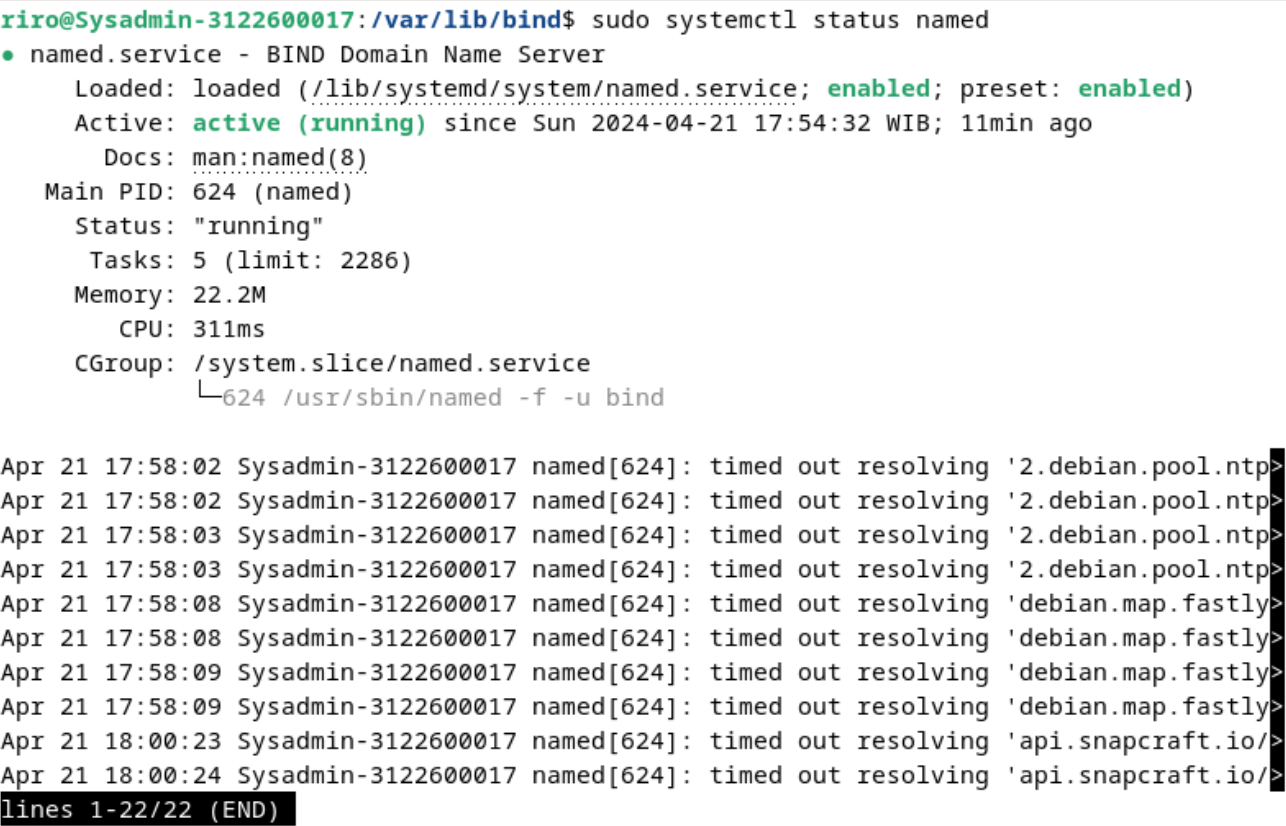 riro@Sysadmin-3122600017:/var/lib/bind$ sudo systemctl status named
● named.service - BIND Domain Name Server
     Loaded: loaded (/lib/systemd/system/named.service; enabled; preset: enabled)
     Active: active (running) since Sun 2024-04-21 17:54:32 WIB; 11min ago
       Docs: man:named(8)
   Main PID: 624 (named)
     Status: "running"
      Tasks: 5 (limit: 2286)
     Memory: 22.2M
        CPU: 311ms
     CGroup: /system.slice/named.service
             └─624 /usr/sbin/named -f -u bind

Apr 21 17:58:02 Sysadmin-3122600017 named[624]: timed out resolving '2.debian.pool.ntp>
Apr 21 17:58:02 Sysadmin-3122600017 named[624]: timed out resolving '2.debian.pool.ntp>
Apr 21 17:58:03 Sysadmin-3122600017 named[624]: timed out resolving '2.debian.pool.ntp>
Apr 21 17:58:03 Sysadmin-3122600017 named[624]: timed out resolving '2.debian.pool.ntp>
Apr 21 17:58:08 Sysadmin-3122600017 named[624]: timed out resolving 'debian.map.fastly>
Apr 21 17:58:08 Sysadmin-3122600017 named[624]: timed out resolving 'debian.map.fastly>
Apr 21 17:58:09 Sysadmin-3122600017 named[624]: timed out resolving 'debian.map.fastly>
Apr 21 17:58:09 Sysadmin-3122600017 named[624]: timed out resolving 'debian.map.fastly>
Apr 21 18:00:23 Sysadmin-3122600017 named[624]: timed out resolving 'api.snapcraft.io/>
Apr 21 18:00:24 Sysadmin-3122600017 named[624]: timed out resolving 'api.snapcraft.io/>
lines 1-22/22 (END)